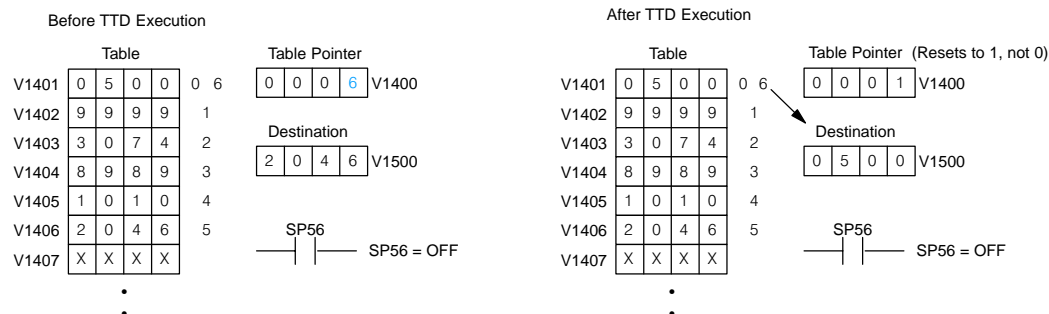 Before TTD Execution
Table
Table Pointer
V1401 0 5 0 0 0 6
0 0 0 6 V1400
V1402 9 9 9 9 1
V1403 3 0 7 4 2
Destination
2 0 4 6 V1500
V1404 8 9 8 9 3
V1405 1 0 1 0 4
V1406 2 0 4 6 5
V1407 X X X X
SP56
SP56 = OFF
After TTD Execution
Table
Table Pointer (Resets to 1, not 0)
V1401 0 5 0 0 0 6
0 0 0 1 V1400
V1402 9 9 9 9 1
V1403 3 0 7 4 2
Destination
0 5 0 0 V1500
V1404 8 9 8 9 3
V1405 1 0 1 0 4
V1406 2 0 4 6 5
V1407 X X X X
SP56
SP56 = OFF